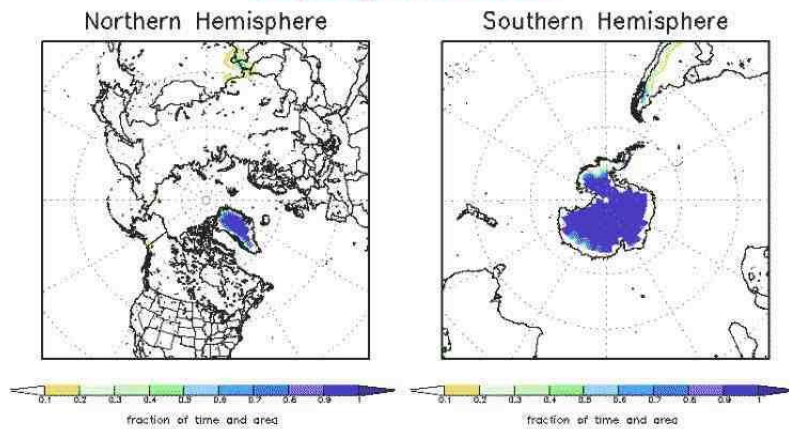 Northern Hemisphere
Southern Hemisphere
0.1 0.2 0.3 0.4 0.5 0.6 0.7 0.8 0.9 1
0.1 0.2 0.3 0.4 0.5 0.6 0.7 0.8 0.9 1
fraction of time and area
fraction of time and area